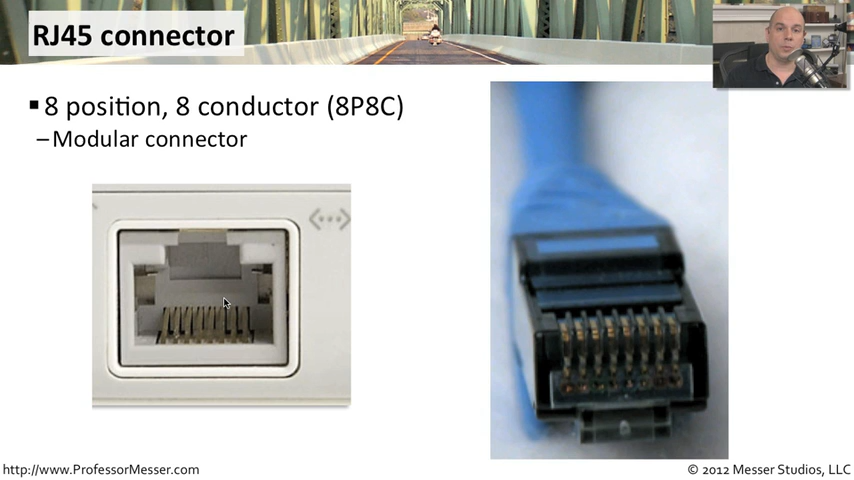 RJ45 connector
▪ 8 position, 8 conductor (8P8C)
– Modular connector
http://www.ProfessorMesser.com
© 2012 Messer Studios, LLC